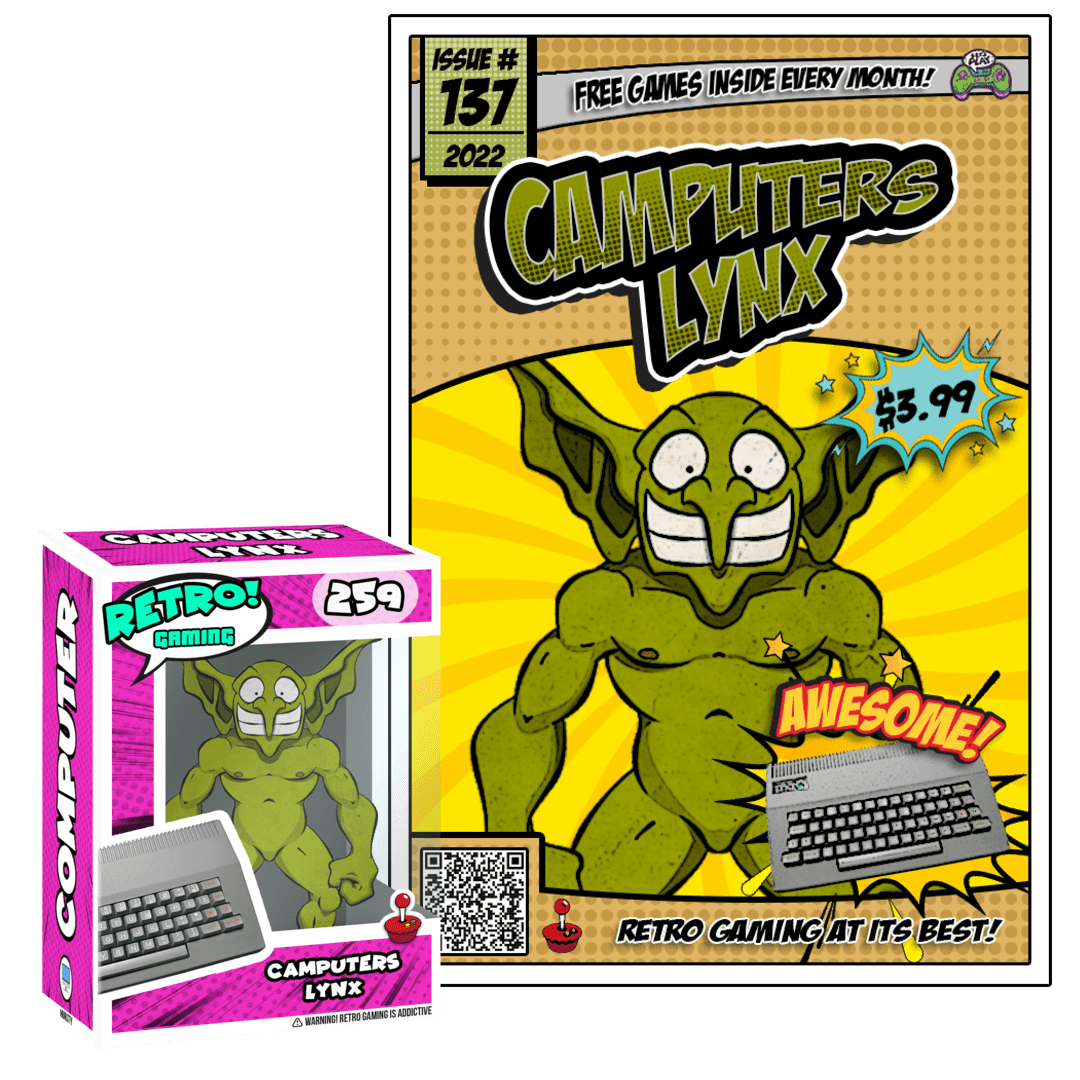 ISSUE #
137
2022
FREE GAMES INSIDE EVERY MONTH!
CAMPUTERS
LYNX
$3.99
AWESOME!
RETRO GAMING AT ITS BEST!
CAMPUTERS
LYNX
RETRO!
GAMING
259
COMPUTER
CAMPUTERS
LYNX
⚠ WARNING! RETRO GAMING IS ADDICTIVE